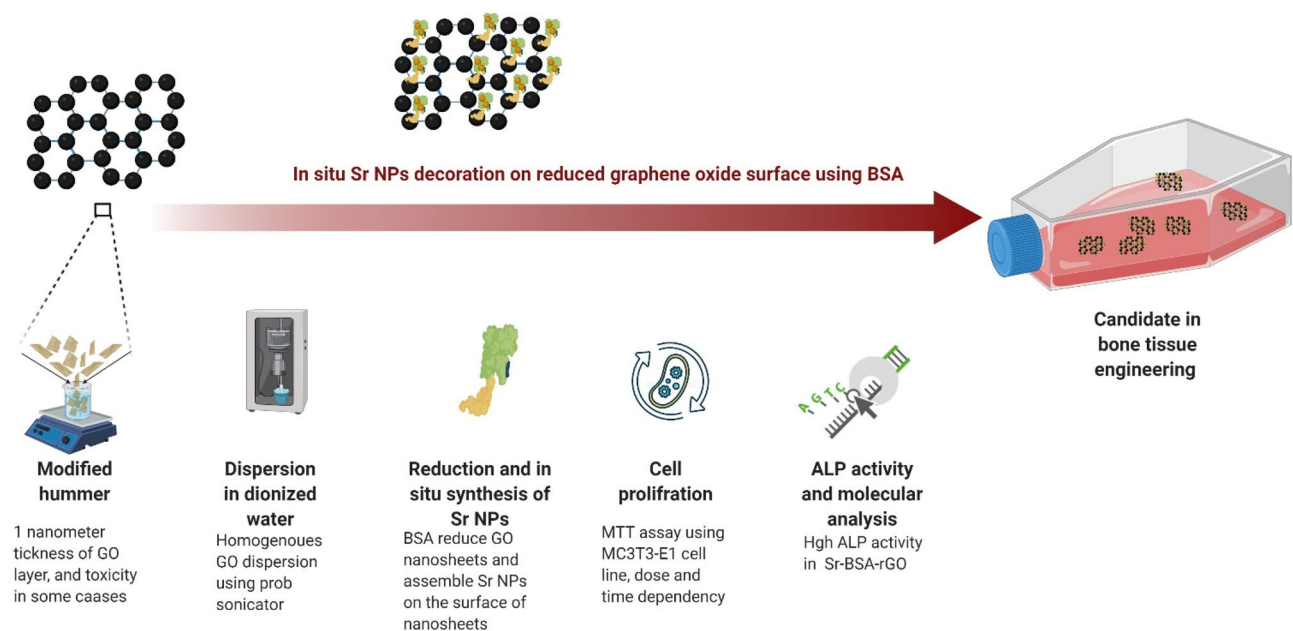 In situ Sr NPs decoration on reduced graphene oxide surface using BSA
Candidate in
bone tissue
engineering
A G T C
Modified
hummer
1 nanometer
tickness of GO
layer, and toxicity
in some caases
Dispersion
in dionized
water
Homogenoues
GO dispersion
using prob
sonicator
Reduction and in
situ synthesis of
Sr NPs
BSA reduce GO
nanosheets and
assemble Sr NPs
on the surface of
nanosheets
Cell
prolifration
MTT assay using
MC3T3-E1 cell
line, dose and
time dependency
ALP activity
and molecular
analysis
Hgh ALP activity
in Sr-BSA-rGO